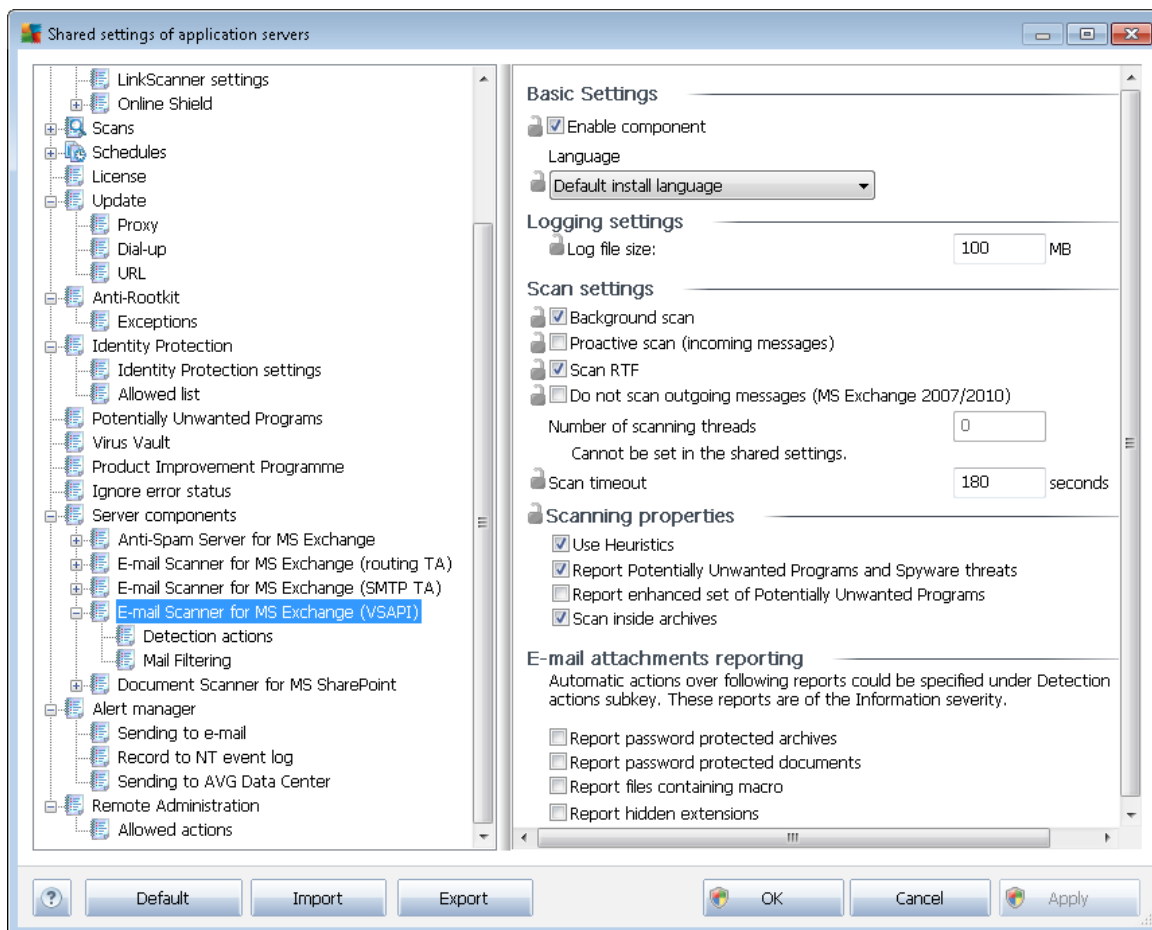 Shared settings of application servers
LinkScanner settings
Online Shield
Scans
Schedules
License
Update
Proxy
Dial-up
URL
Anti-Rootkit
Exceptions
Identity Protection
Identity Protection settings
Allowed list
Potentially Unwanted Programs
Virus Vault
Product Improvement Programme
Ignore error status
Server components
Anti-Spam Server for MS Exchange
E-mail Scanner for MS Exchange (routing TA)
E-mail Scanner for MS Exchange (SMTP TA)
E-mail Scanner for MS Exchange (VSAPI)
Detection actions
Mail Filtering
Document Scanner for MS SharePoint
Alert manager
Sending to e-mail
Record to NT event log
Sending to AVG Data Center
Remote Administration
Allowed actions
Basic Settings
Enable component
Language
Default install language
Logging settings
Log file size: 100 MB
Scan settings
Background scan
Proactive scan (incoming messages)
Scan RTF
Do not scan outgoing messages (MS Exchange 2007/2010)
Number of scanning threads 0
Cannot be set in the shared settings.
Scan timeout 180 seconds
Scanning properties
Use Heuristics
Report Potentially Unwanted Programs and Spyware threats
Report enhanced set of Potentially Unwanted Programs
Scan inside archives
E-mail attachments reporting
Automatic actions over following reports could be specified under Detection
actions subkey. These reports are of the Information severity.
Report password protected archives
Report password protected documents
Report files containing macro
Report hidden extensions
? Default Import Export OK Cancel Apply